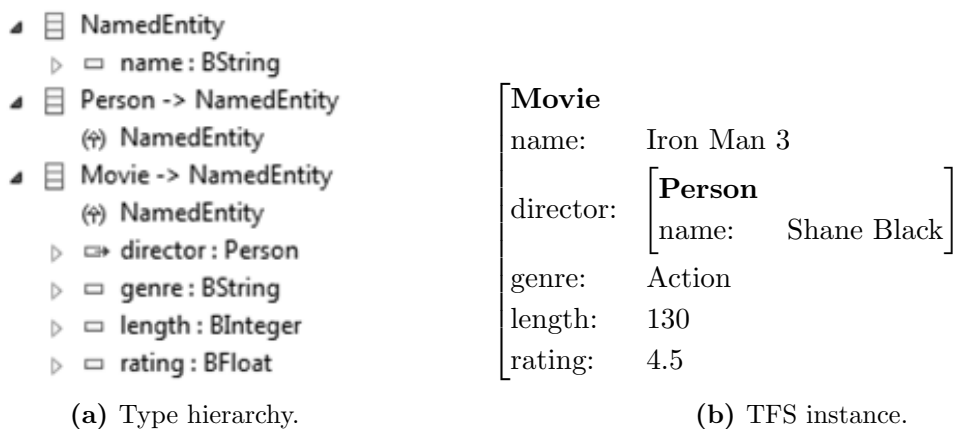 NamedEntity
name : BString
Person -> NamedEntity
NamedEntity
Movie -> NamedEntity
NamedEntity
director : Person
genre : BString
length : BInteger
rating : BFloat
(a) Type hierarchy.
Movie
name: Iron Man 3
director:
Person
name: Shane Black
genre: Action
length: 130
rating: 4.5
(b) TFS instance.